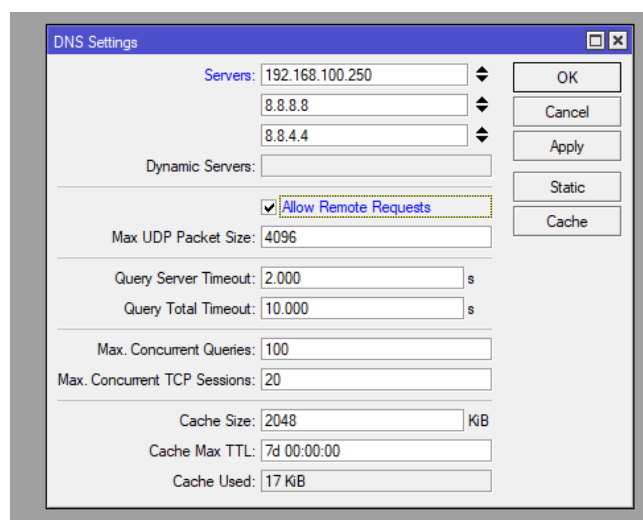 DNS Settings
Servers: 192.168.100.250
OK
8.8.8.8
Cancel
8.8.4.4
Apply
Dynamic Servers:
Static
Allow Remote Requests
Cache
Max UDP Packet Size: 4096
Query Server Timeout: 2.000 s
Query Total Timeout: 10.000 s
Max. Concurrent Queries: 100
Max. Concurrent TCP Sessions: 20
Cache Size: 2048 KiB
Cache Max TTL: 7d 00:00:00
Cache Used: 17 KiB